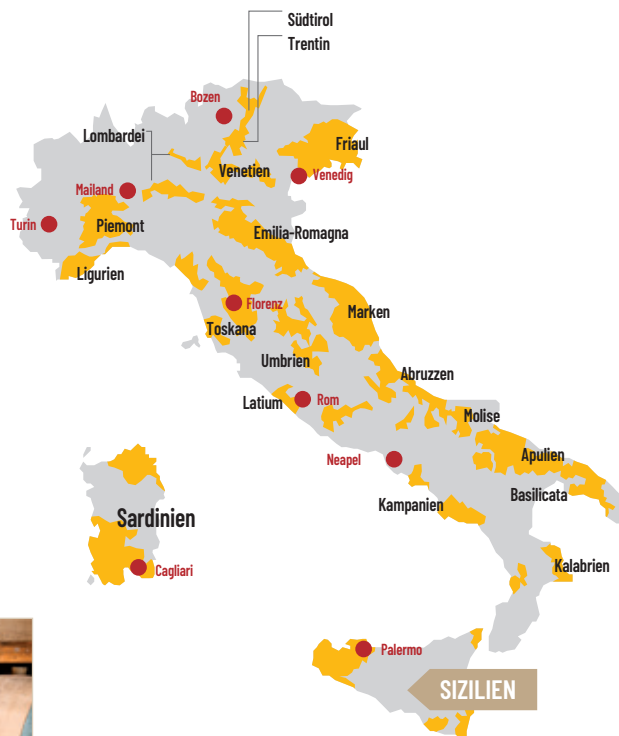 Südtirol
Trentin
Bozen
Lombardei
Friaul
Venetien
Venedig
Mailand
Turin
Piemont
Emilia-Romagna
Ligurien
Florenz
Marken
Toskana
Umbrien
Abruzzen
Latium
Rom
Molise
Neapel
Apulien
Basilicata
Kampanien
Sardinien
Kalabrien
Cagliari
Palermo
SIZILIEN